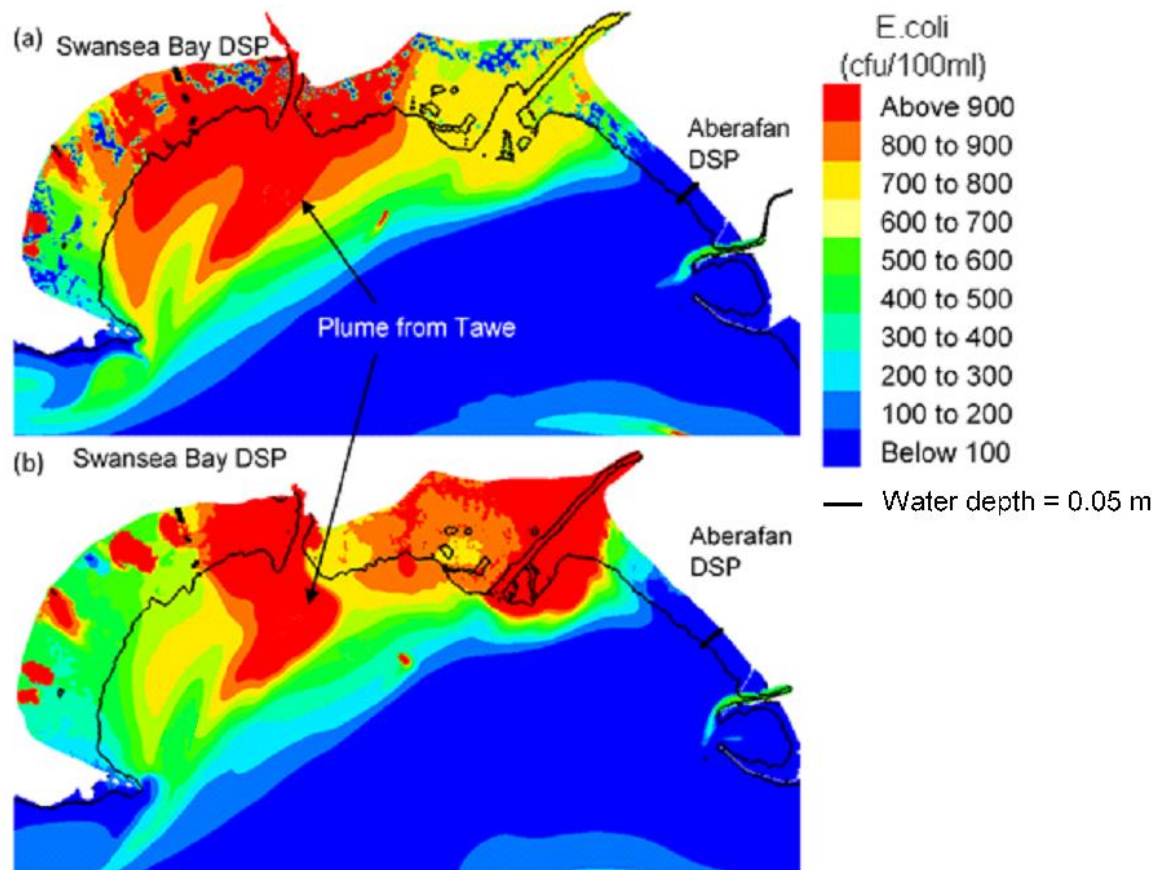 (a)
Swansea Bay DSP
Aberafan
DSP
Plume from Tawe
(b)
Swansea Bay DSP
Aberafan
DSP
E.coli
(cfu/100ml)
Above 900
800 to 900
700 to 800
600 to 700
500 to 600
400 to 500
300 to 400
200 to 300
100 to 200
Below 100
Water depth = 0.05 m